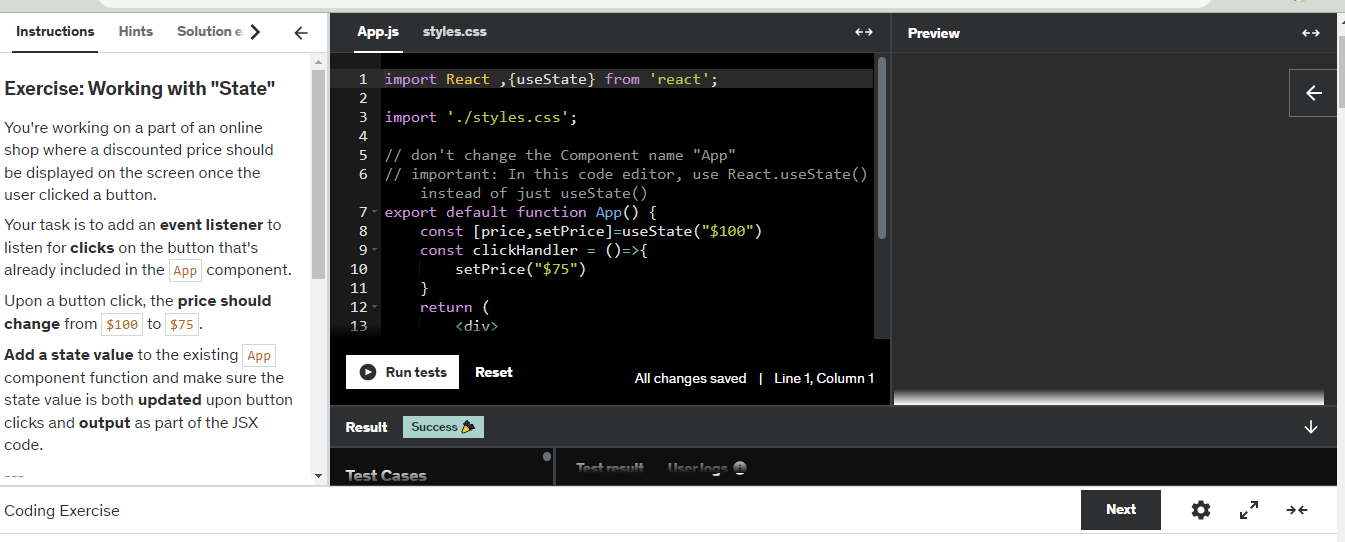 Instructions Hints Solution e
App.js styles.css
Preview
Exercise: Working with "State"
You're working on a part of an online
shop where a discounted price should
be displayed on the screen once the
user clicked a button.
Your task is to add an event listener to
listen for clicks on the button that's
already included in the App component.
Upon a button click, the price should
change from $100 to $75 .
Add a state value to the existing App
component function and make sure the
state value is both updated upon button
clicks and output as part of the JSX
code.
---
1 import React ,{useState} from 'react';
2
3 import './styles.css';
4
5 // don't change the Component name "App"
6 // important: In this code editor, use React.useState()
instead of just useState()
7 export default function App() {
8 const [price,setPrice]=useState("$100")
9 const clickHandler = ()=>{
10 setPrice("$75")
11 }
12 return (
13 <div>
Run tests Reset
All changes saved | Line 1, Column 1
Result Success
Test Cases
Test result User logs
Coding Exercise
Next